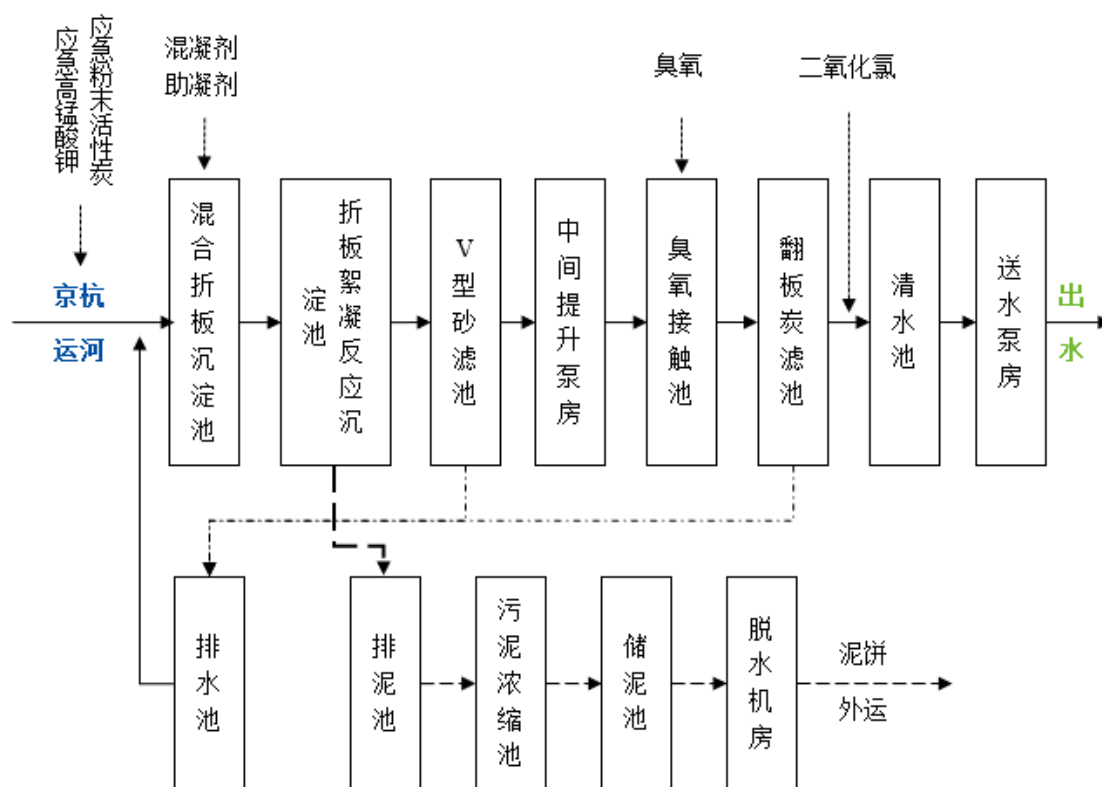 应急高锰酸钾
应急粉末活性炭
混凝剂
助凝剂
臭氧
二氧化氯
京杭
运河
混合折板沉淀池
折板絮凝反应沉
淀池
V型砂滤池
中间提升泵房
臭氧接触池
翻板炭滤池
清水池
送水泵房
出
水
排水池
排泥池
污泥浓缩池
储泥池
脱水机房
泥饼
外运